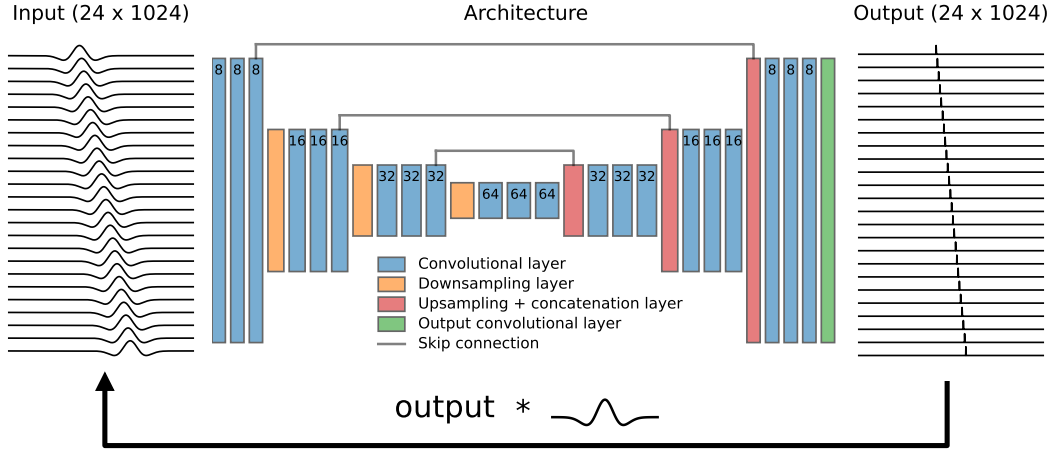 Input (24 x 1024)
Architecture
Output (24 x 1024)
8 8 8
16 16 16
32 32 32
64 64 64
32 32 32
16 16 16
8 8 8
Convolutional layer
Downsampling layer
Upsampling + concatenation layer
Output convolutional layer
Skip connection
output *